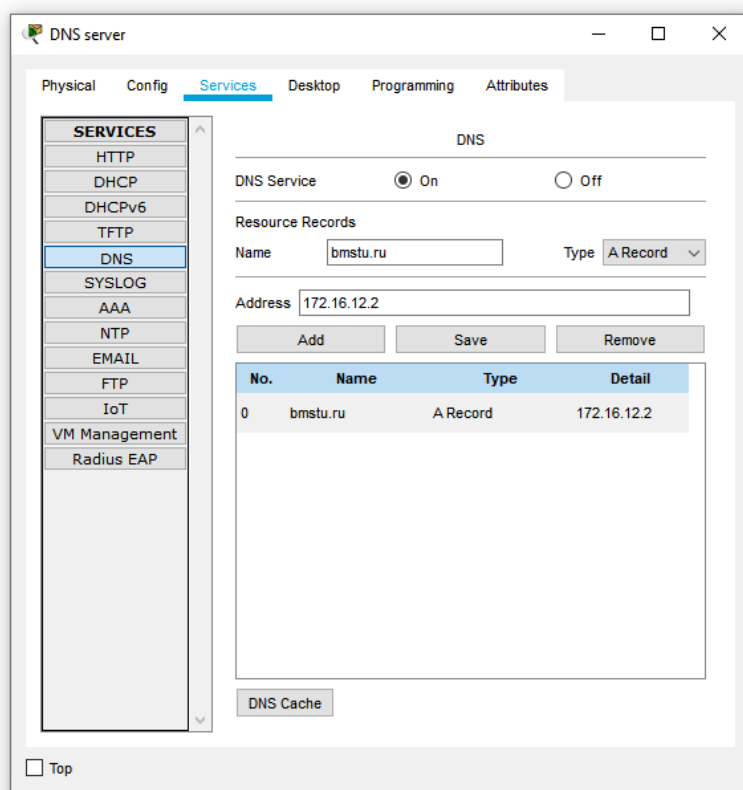 DNS server
Physical Config Services Desktop Programming Attributes
SERVICES
HTTP
DHCP
DHCPv6
TFTP
DNS
SYSLOG
AAA
NTP
EMAIL
FTP
IoT
VM Management
Radius EAP
DNS
DNS Service On Off
Resource Records
Name bmstu.ru Type A Record
Address 172.16.12.2
Add Save Remove
No. Name Type Detail
0 bmstu.ru A Record 172.16.12.2
DNS Cache
Top